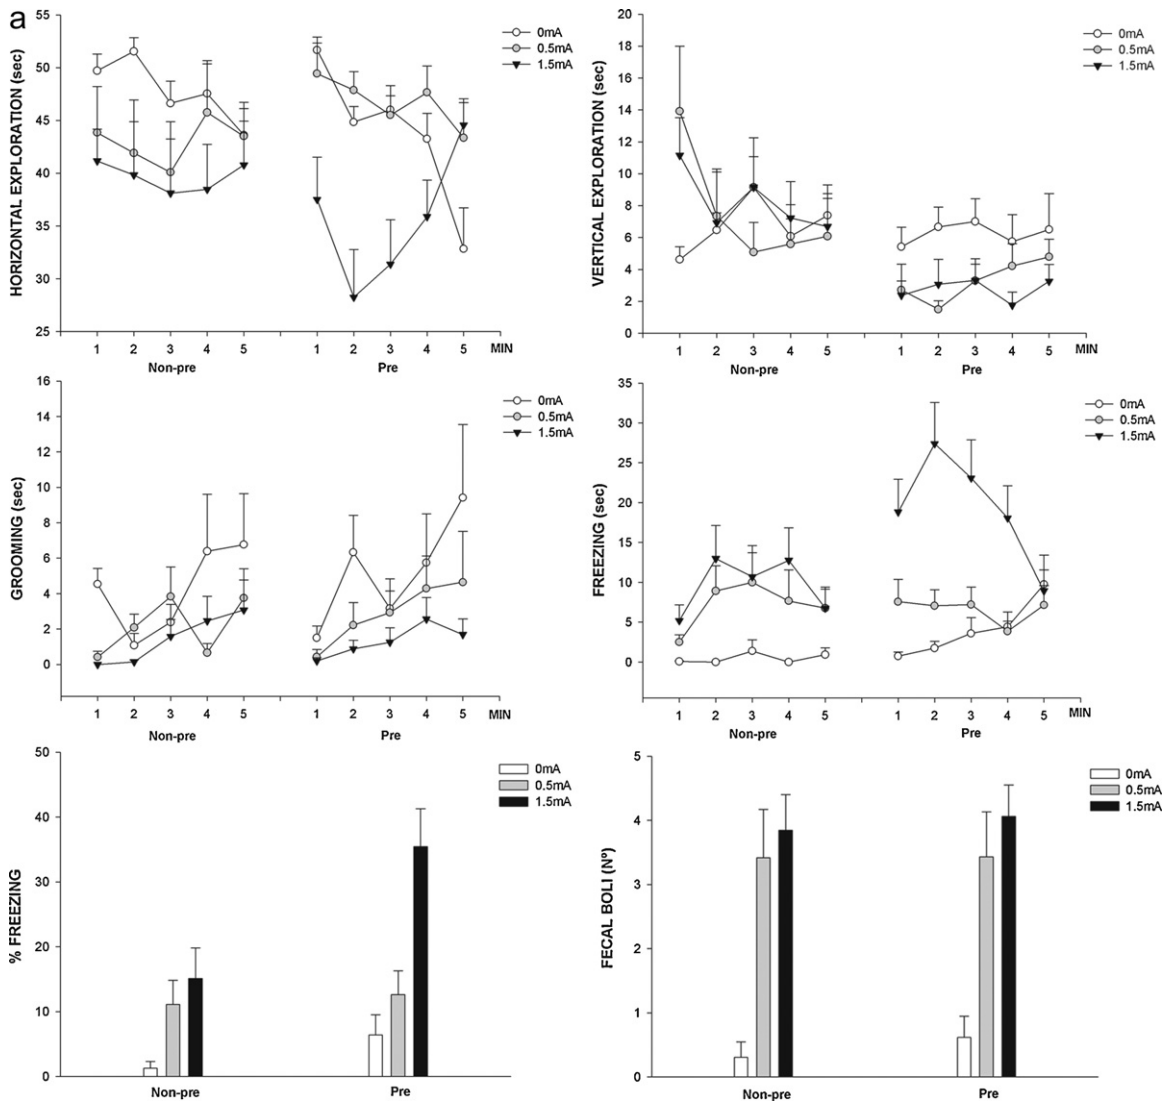 a
HORIZONTAL EXPLORATION (sec)
55
50
45
40
35
30
25
0mA
0.5mA
1.5mA
1 2 3 4 5 1 2 3 4 5 MIN
Non-pre Pre
VERTICAL EXPLORATION (sec)
20
18
16
14
12
10
8
6
4
2
0
0mA
0.5mA
1.5mA
1 2 3 4 5 1 2 3 4 5 MIN
Non-pre Pre
GROOMING (sec)
16
14
12
10
8
6
4
2
0
0mA
0.5mA
1.5mA
1 2 3 4 5 1 2 3 4 5 MIN
Non-pre Pre
FREEZING (sec)
35
30
25
20
15
10
5
0
0mA
0.5mA
1.5mA
1 2 3 4 5 1 2 3 4 5 MIN
Non-pre Pre
% FREEZING
50
40
30
20
10
0
0mA
0.5mA
1.5mA
Non-pre Pre
FECAL BOLI (Nº)
5
4
3
2
1
0
0mA
0.5mA
1.5mA
Non-pre Pre